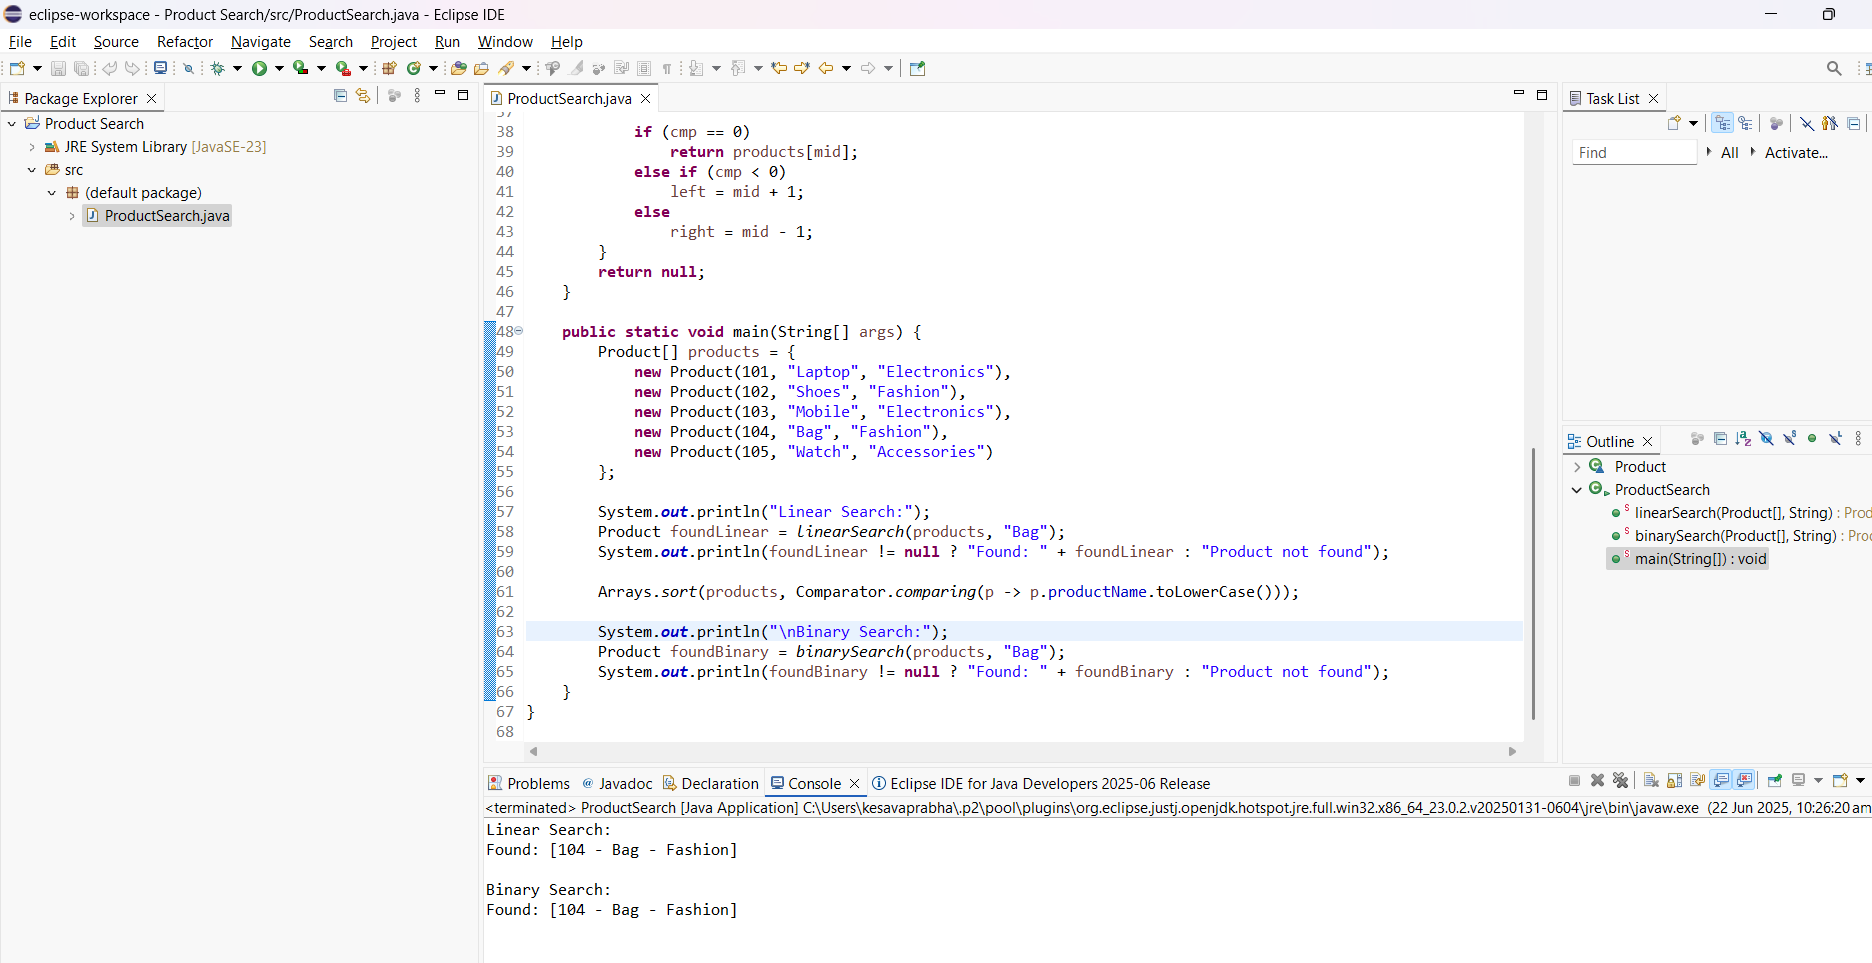 eclipse-workspace - Product Search/src/ProductSearch.java - Eclipse IDE
File Edit Source Refactor Navigate Search Project Run Window Help
Package Explorer
Product Search
JRE System Library [JavaSE-23]
src
(default package)
ProductSearch.java
ProductSearch.java
37
38 if (cmp == 0)
39 return products[mid];
40 else if (cmp < 0)
41 left = mid + 1;
42 else
43 right = mid - 1;
44 }
45 return null;
46 }
47
48 public static void main(String[] args) {
49 Product[] products = {
50 new Product(101, "Laptop", "Electronics"),
51 new Product(102, "Shoes", "Fashion"),
52 new Product(103, "Mobile", "Electronics"),
53 new Product(104, "Bag", "Fashion"),
54 new Product(105, "Watch", "Accessories")
55 };
56
57 System.out.println("Linear Search:");
58 Product foundLinear = linearSearch(products, "Bag");
59 System.out.println(foundLinear != null ? "Found: " + foundLinear : "Product not found");
60
61 Arrays.sort(products, Comparator.comparing(p -> p.productName.toLowerCase()));
62
63 System.out.println("\nBinary Search:");
64 Product foundBinary = binarySearch(products, "Bag");
65 System.out.println(foundBinary != null ? "Found: " + foundBinary : "Product not found");
66 }
67 }
68
Task List
Find All Activate...
Outline
Product
ProductSearch
linearSearch(Product[], String) : Prod
binarySearch(Product[], String) : Pro
main(String[]) : void
Problems @ Javadoc Declaration Console Eclipse IDE for Java Developers 2025-06 Release
<terminated> ProductSearch [Java Application] C:\Users\kesavaprabha\.p2\pool\plugins\org.eclipse.justj.openjdk.hotspot.jre.full.win32.x86_64_23.0.2.v20250131-0604\jre\bin\javaw.exe (22 Jun 2025, 10:26:20 am
Linear Search:
Found: [104 - Bag - Fashion]
Binary Search:
Found: [104 - Bag - Fashion]